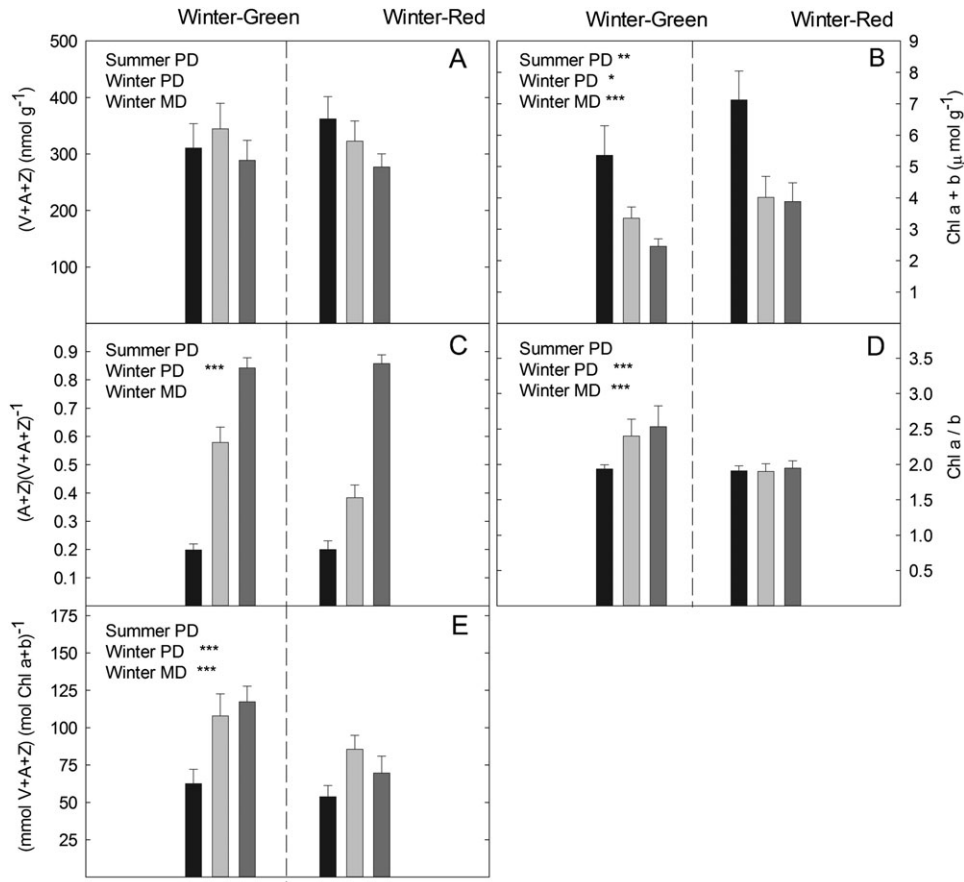 Winter-Green Winter-Red Winter-Green Winter-Red
A
Summer PD
Winter PD
Winter MD
500
400
300
200
100
(V+A+Z) (nmol g⁻¹)
B
Summer PD **
Winter PD *
Winter MD ***
9
8
7
6
5
4
3
2
1
Chl a + b (µ mol g⁻¹)
C
Summer PD
Winter PD ***
Winter MD
0.9
0.8
0.7
0.6
0.5
0.4
0.3
0.2
0.1
(A+Z)(V+A+Z)⁻¹
D
Summer PD
Winter PD ***
Winter MD ***
3.5
3.0
2.5
2.0
1.5
1.0
0.5
Chl a / b
E
Summer PD
Winter PD ***
Winter MD ***
175
150
125
100
75
50
25
(mmol V+A+Z) (mol Chl a+b)⁻¹